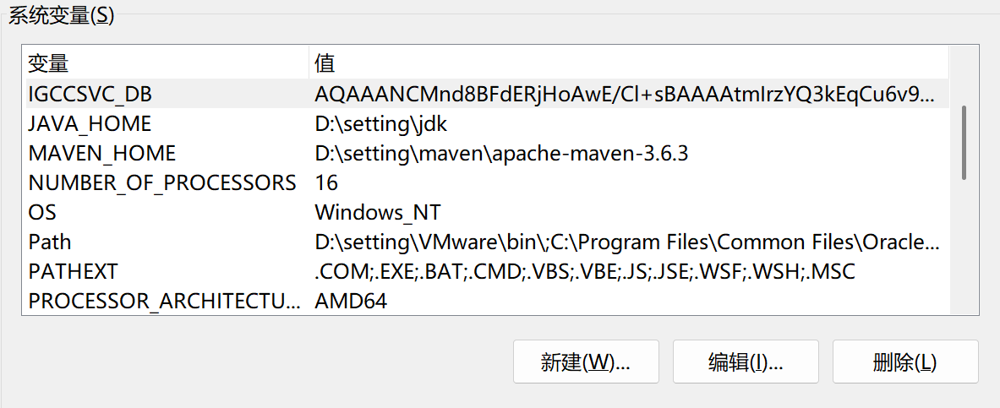 系统变量(S)
变量 值
IGCCSVC_DB AQAAANCMnd8BFdERjHoAwE/Cl+sBAAAAtmIrzYQ3kEqCu6v9...
JAVA_HOME D:\setting\jdk
MAVEN_HOME D:\setting\maven\apache-maven-3.6.3
NUMBER_OF_PROCESSORS 16
OS Windows_NT
Path D:\setting\VMware\bin\;C:\Program Files\Common Files\Oracle...
PATHEXT .COM;.EXE;.BAT;.CMD;.VBS;.VBE;.JS;.JSE;.WSF;.WSH;.MSC
PROCESSOR_ARCHITECTU... AMD64
新建(W)... 编辑(I)... 删除(L)